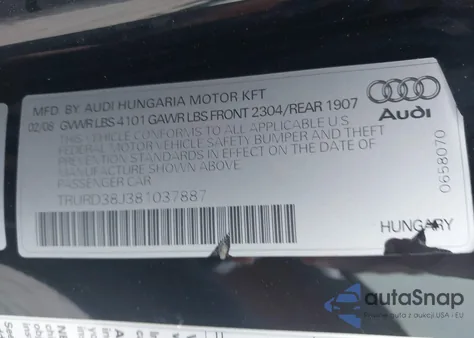 MFD. BY: AUDI HUNGARIA MOTOR KFT
02/08 GVWR LBS 4101 GAWR LBS FRONT 2304/REAR 1907
THIS VEHICLE CONFORMS TO ALL APPLICABLE U.S.
FEDERAL MOTOR VEHICLE SAFETY BUMPER AND THEFT
PREVENTION STANDARDS IN EFFECT ON THE DATE OF
MANUFACTURE SHOWN ABOVE
PASSENGER CAR
TRURD38J381037887
Audi
0658070
HUNGARY
autoSnap